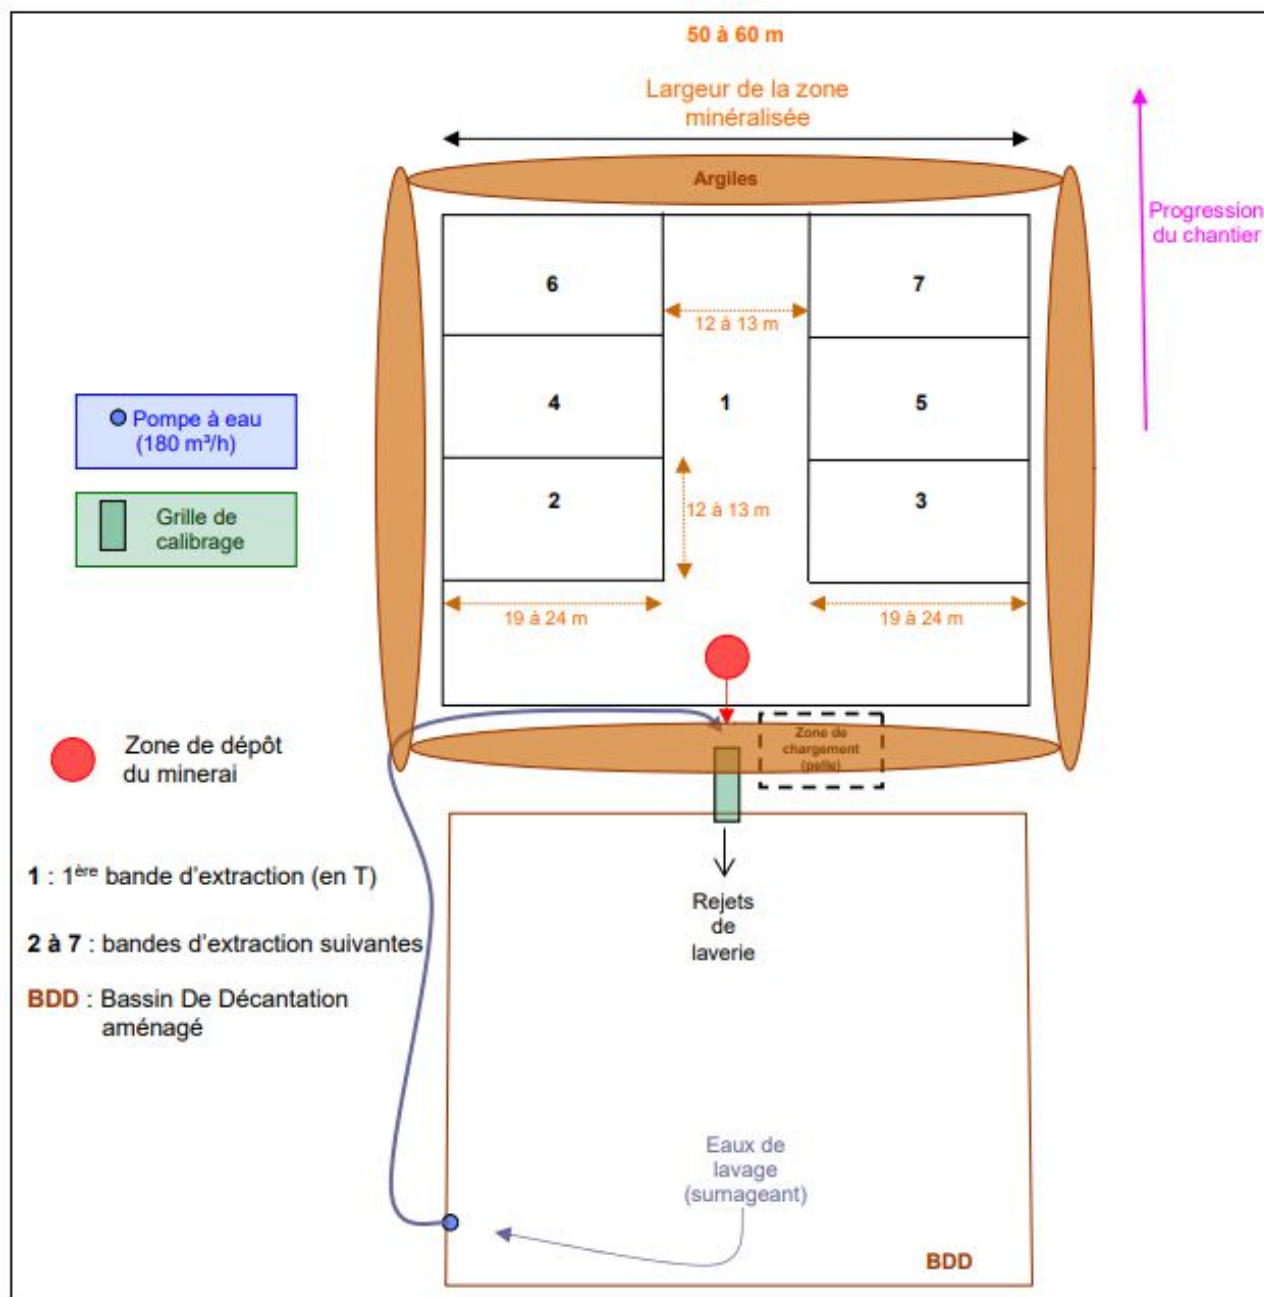 50 à 60 m
Largeur de la zone
minéralisée
Argiles
Progression
du chantier
6
7
12 à 13 m
4
1
5
Pompe à eau
(180 m³/h)
2
12 à 13 m
3
Grille de
calibrage
19 à 24 m
19 à 24 m
Zone de
chargement
(pelle)
Zone de dépôt
du minerai
1 : 1ère bande d'extraction (en T)
Rejets
de
laverie
2 à 7 : bandes d'extraction suivantes
BDD : Bassin De Décantation
aménagé
Eaux de
lavage
(surnageant)
BDD